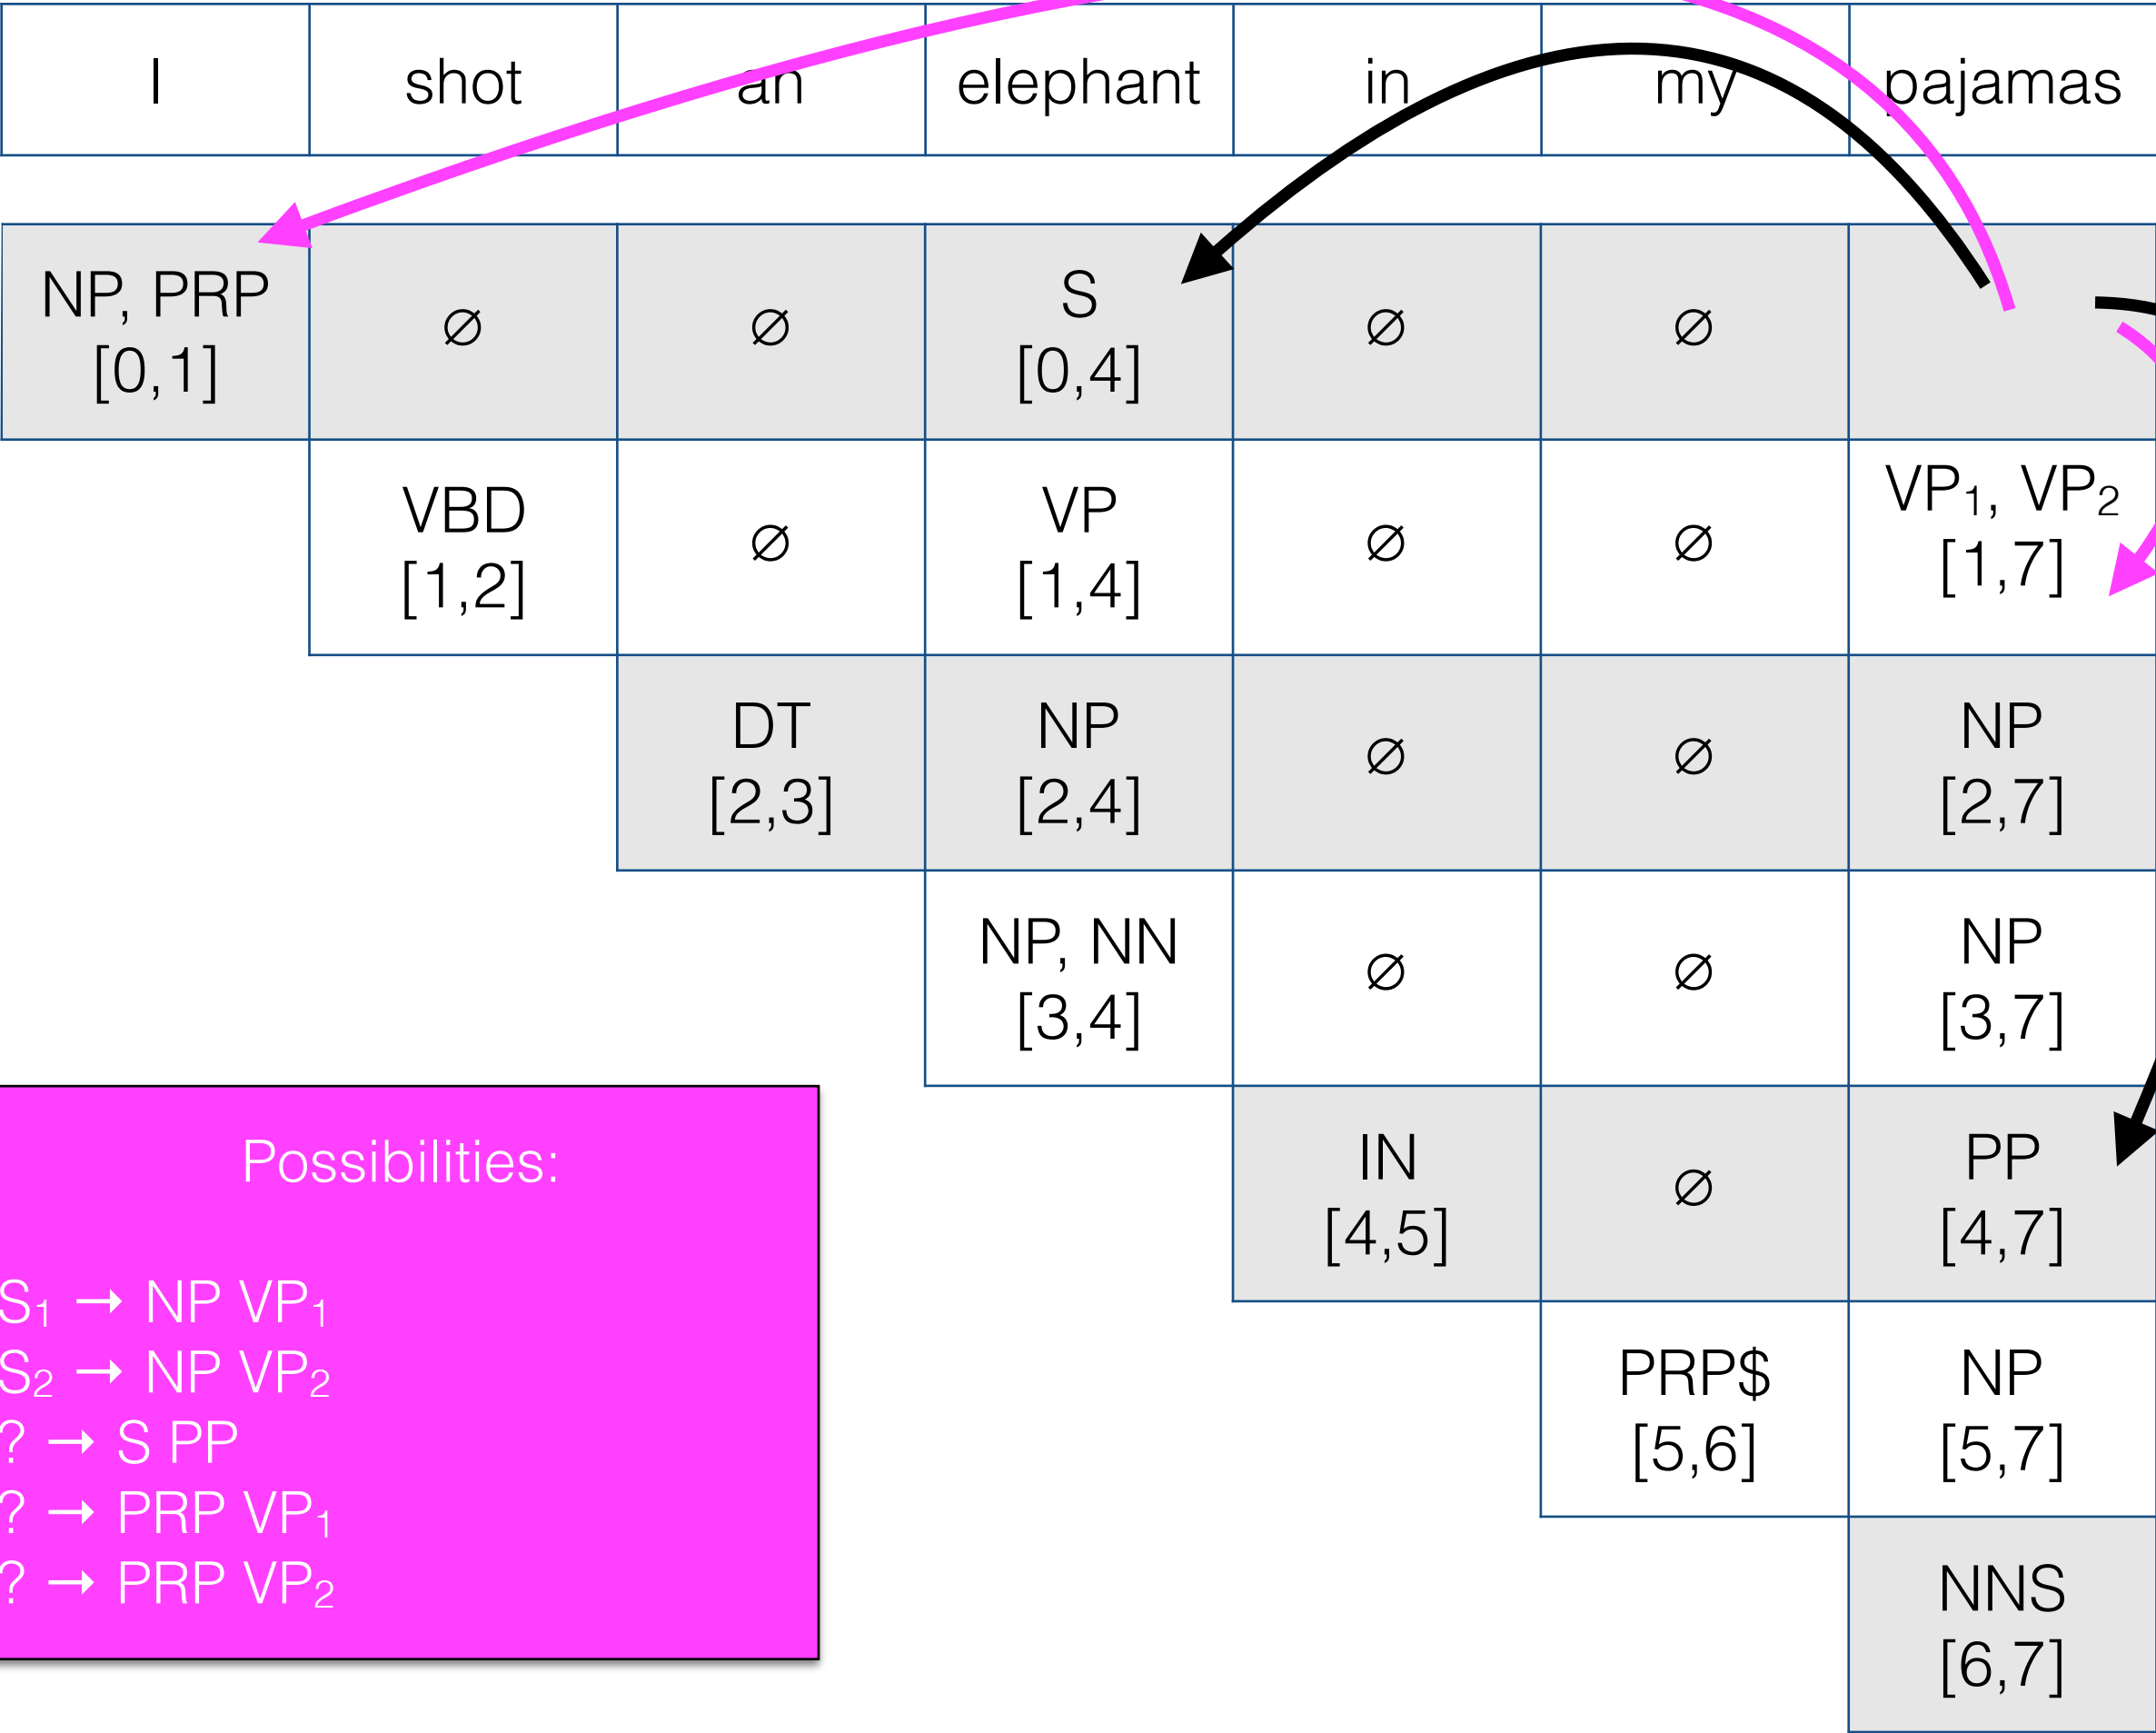 I shot an elephant in my pajamas
NP, PRP [0,1] ∅ ∅ S [0,4] ∅ ∅
VBD [1,2] ∅ VP [1,4] ∅ ∅ VP₁, VP₂ [1,7]
DT [2,3] NP [2,4] ∅ ∅ NP [2,7]
NP, NN [3,4] ∅ ∅ NP [3,7]
IN [4,5] ∅ PP [4,7]
PRP$ [5,6] NP [5,7]
NNS [6,7]
Possibilities:
S₁ → NP VP₁
S₂ → NP VP₂
? → S PP
? → PRP VP₁
? → PRP VP₂